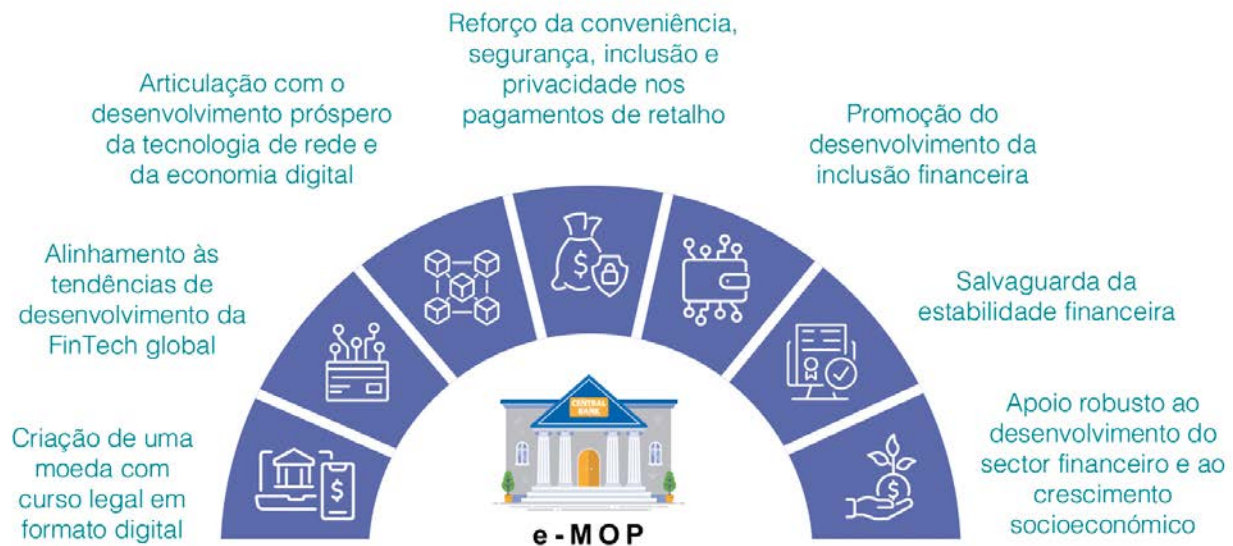 Criação de uma
moeda com
curso legal em
formato digital
Alinhamento às
tendências de
desenvolvimento da
FinTech global
Articulação com o
desenvolvimento próspero
da tecnologia de rede e
da economia digital
Reforço da conveniência,
segurança, inclusão e
privacidade nos
pagamentos de retalho
Promoção do
desenvolvimento da
inclusão financeira
Salvaguarda da
estabilidade financeira
Apoio robusto ao
desenvolvimento do
sector financeiro e ao
crescimento
socioeconómico
$
$
$
CENTRAL
BANK
e-MOP